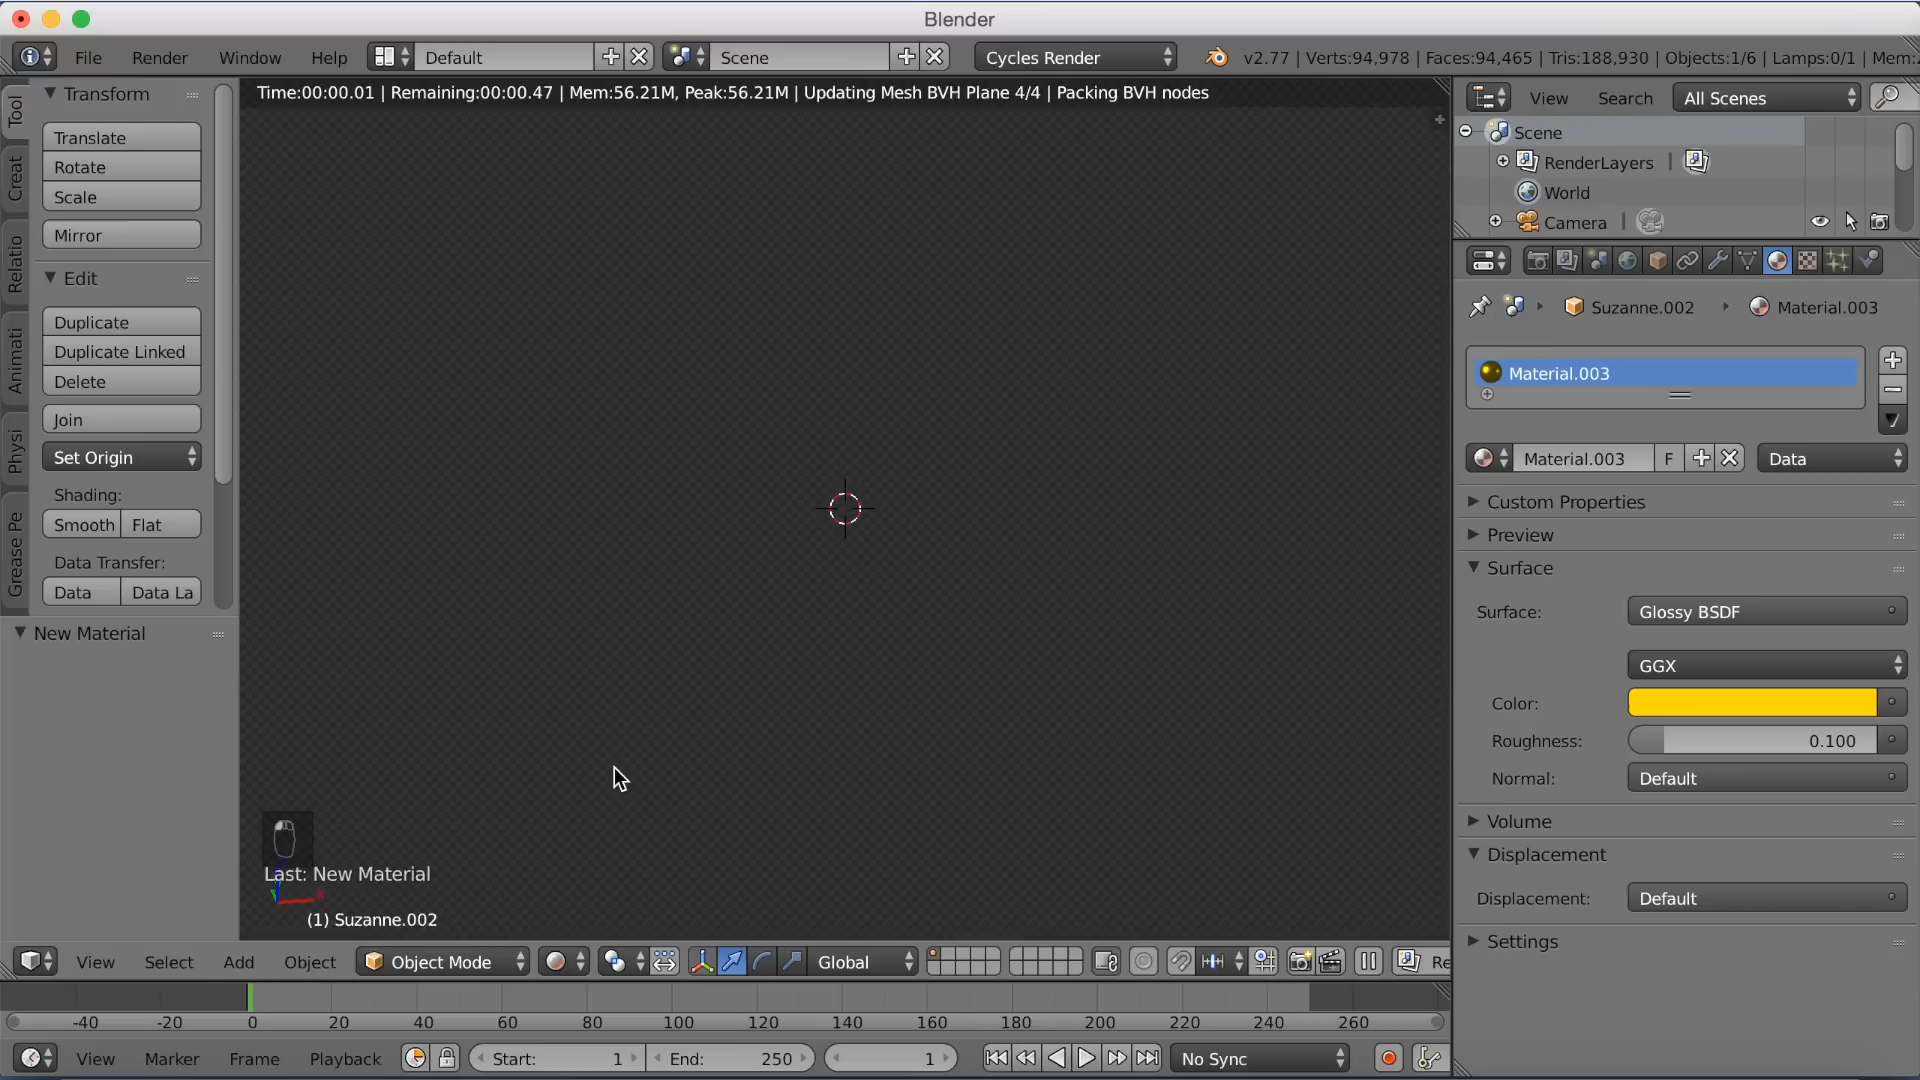 Blender
File Render Window Help Default Scene Cycles Render v2.77 | Verts:94,978 | Faces:94,465 | Tris:188,930 | Objects:1/6 | Lamps:0/1 | Mem:
Time:00:00.01 | Remaining:00:00.47 | Mem:56.21M, Peak:56.21M | Updating Mesh BVH Plane 4/4 | Packing BVH nodes
Tool
Creat
Relatio
Animati
Physi
Grease Pe
Transform
Translate
Rotate
Scale
Mirror
Edit
Duplicate
Duplicate Linked
Delete
Join
Set Origin
Shading:
Smooth Flat
Data Transfer:
Data Data La
New Material
Last: New Material
(1) Suzanne.002
View Select Add Object Object Mode Global Re
-40 -20 0 20 40 60 80 100 120 140 160 180 200 220 240 260
View Marker Frame Playback Start: 1 End: 250 1 No Sync
View Search All Scenes
Scene
RenderLayers
World
Camera
Suzanne.002 Material.003
Material.003
Material.003 F Data
Custom Properties
Preview
Surface
Surface: Glossy BSDF
GGX
Color:
Roughness: 0.100
Normal: Default
Volume
Displacement
Displacement: Default
Settings